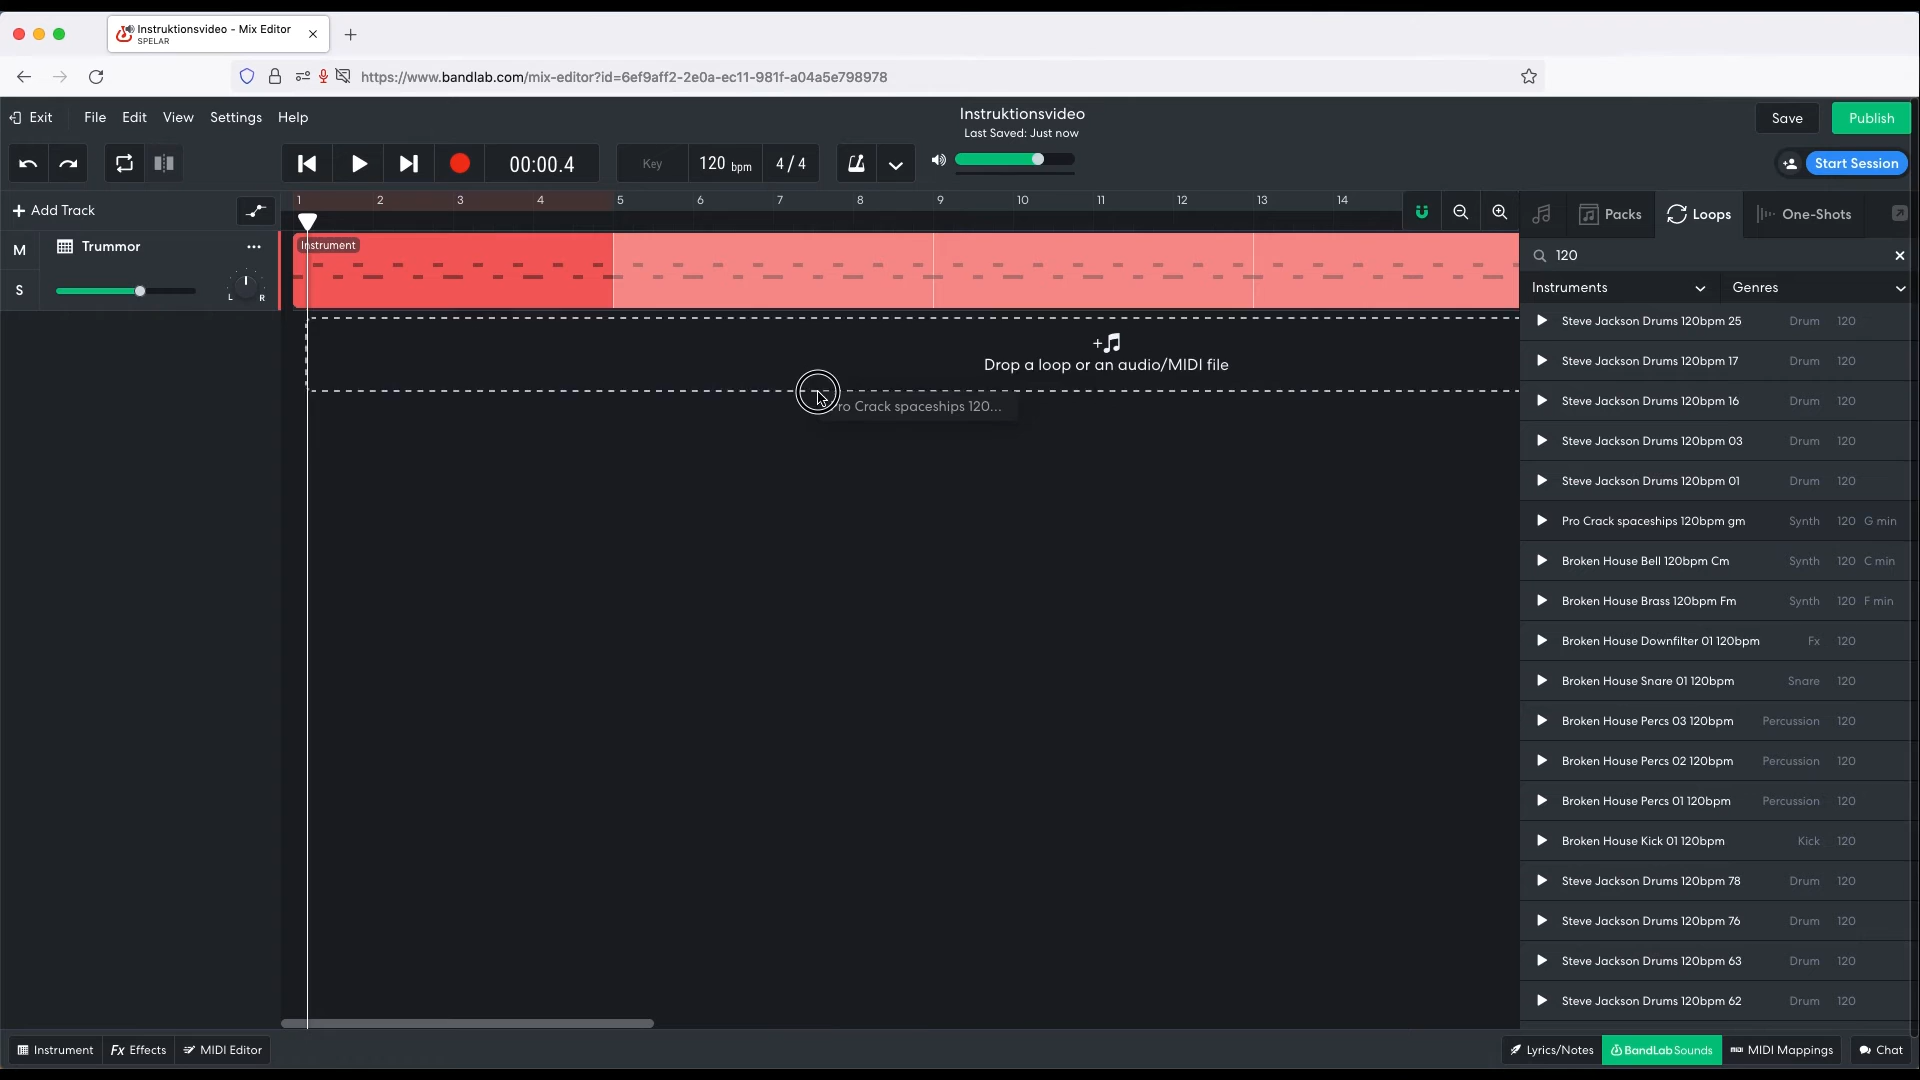 Instruktionsvideo - Mix Editor
SPELAR
https://www.bandlab.com/mix-editor?id=6ef9aff2-2e0a-ec11-981f-a04a5e798978
Exit File Edit View Settings Help
Instruktionsvideo
Last Saved: Just now
Save Publish
00:00.4 Key 120 bpm 4 / 4
Start Session
Add Track
1 2 3 4 5 6 7 8 9 10 11 12 13 14
Packs Loops One-Shots
M Trummor
S L R
Instrument
120
Instruments Genres
Drop a loop or an audio/MIDI file
ro Crack spaceships 120...
Steve Jackson Drums 120bpm 25 Drum 120
Steve Jackson Drums 120bpm 17 Drum 120
Steve Jackson Drums 120bpm 16 Drum 120
Steve Jackson Drums 120bpm 03 Drum 120
Steve Jackson Drums 120bpm 01 Drum 120
Pro Crack spaceships 120bpm gm Synth 120 G min
Broken House Bell 120bpm Cm Synth 120 C min
Broken House Brass 120bpm Fm Synth 120 F min
Broken House Downfilter 01 120bpm Fx 120
Broken House Snare 01 120bpm Snare 120
Broken House Percs 03 120bpm Percussion 120
Broken House Percs 02 120bpm Percussion 120
Broken House Percs 01 120bpm Percussion 120
Broken House Kick 01 120bpm Kick 120
Steve Jackson Drums 120bpm 78 Drum 120
Steve Jackson Drums 120bpm 76 Drum 120
Steve Jackson Drums 120bpm 63 Drum 120
Steve Jackson Drums 120bpm 62 Drum 120
Instrument Fx Effects MIDI Editor
Lyrics/Notes BandLab Sounds MIDI Mappings Chat